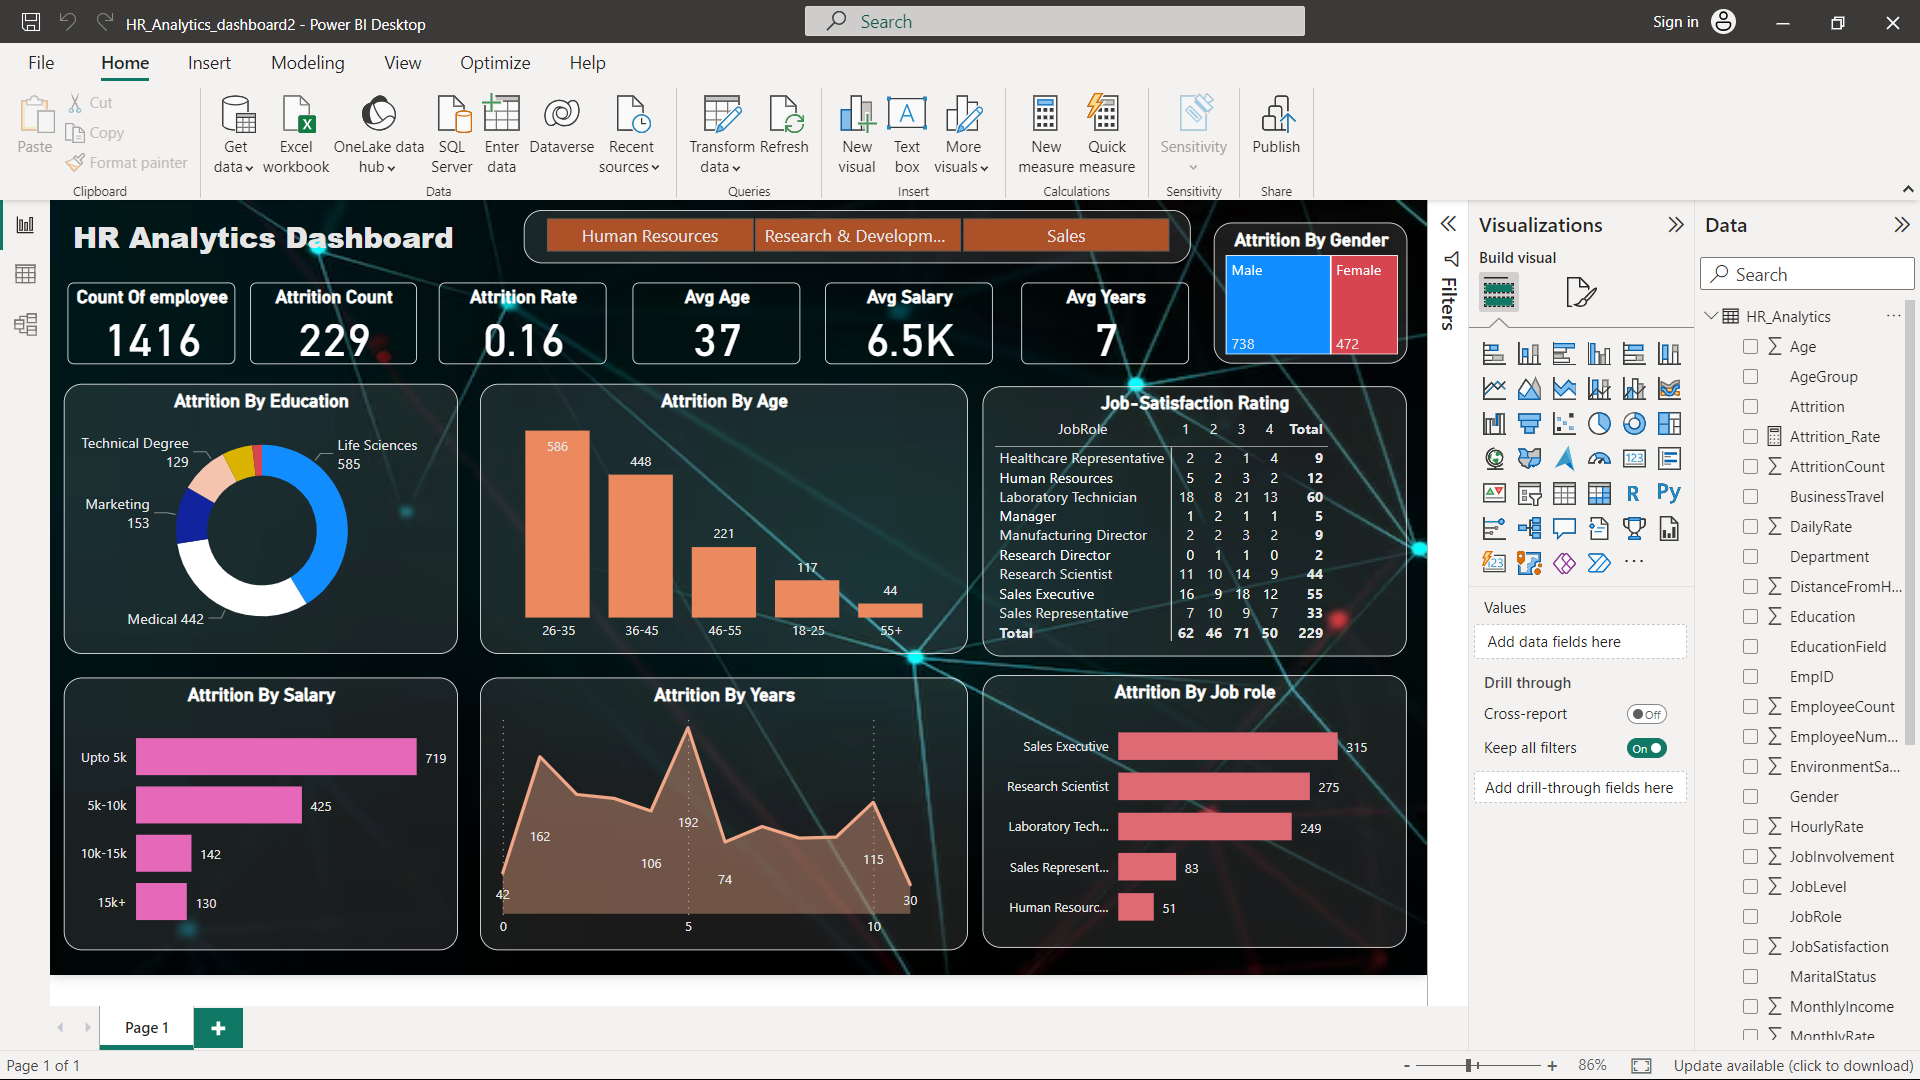 HR_Analytics_dashboard2 - Power BI Desktop
Search
Sign in
File Home Insert Modeling View Optimize Help
Paste
Cut
Copy
Format painter
Clipboard
Get data
Excel workbook
OneLake data hub
SQL Server
Enter data
Dataverse
Recent sources
Data
Transform data
Refresh
Queries
New visual
Text box
More visuals
Insert
New measure
Quick measure
Calculations
Sensitivity
Sensitivity
Publish
Share
HR Analytics Dashboard
Human Resources
Research & Developm...
Sales
Count Of employee
1416
Attrition Count
229
Attrition Rate
0.16
Avg Age
37
Avg Salary
6.5K
Avg Years
7
Attrition By Gender
Male
738
Female
472
Attrition By Education
Technical Degree
129
Life Sciences
585
Marketing
153
Medical 442
Attrition By Age
586
448
221
117
44
26-35 36-45 46-55 18-25 55+
Job-Satisfaction Rating
JobRole 1 2 3 4 Total
Healthcare Representative 2 2 1 4 9
Human Resources 5 2 3 2 12
Laboratory Technician 18 8 21 13 60
Manager 1 2 1 1 5
Manufacturing Director 2 2 3 2 9
Research Director 0 1 1 0 2
Research Scientist 11 10 14 9 44
Sales Executive 16 9 18 12 55
Sales Representative 7 10 9 7 33
Total 62 46 71 50 229
Attrition By Salary
Upto 5k 719
5k-10k 425
10k-15k 142
15k+ 130
Attrition By Years
42
162
106
192
74
115
30
0 5 10
Attrition By Job role
Sales Executive 315
Research Scientist 275
Laboratory Tech... 249
Sales Represent... 83
Human Resourc... 51
Filters
Visualizations
Build visual
123
R
Py
123
Values
Add data fields here
Drill through
Cross-report
Off
Keep all filters
On
Add drill-through fields here
Data
Search
HR_Analytics
Age
AgeGroup
Attrition
Attrition_Rate
AttritionCount
BusinessTravel
DailyRate
Department
DistanceFromH...
Education
EducationField
EmpID
EmployeeCount
EmployeeNum...
EnvironmentSa...
Gender
HourlyRate
JobInvolvement
JobLevel
JobRole
JobSatisfaction
MaritalStatus
MonthlyIncome
MonthlyRate
Page 1
Page 1 of 1
86%
Update available (click to download)